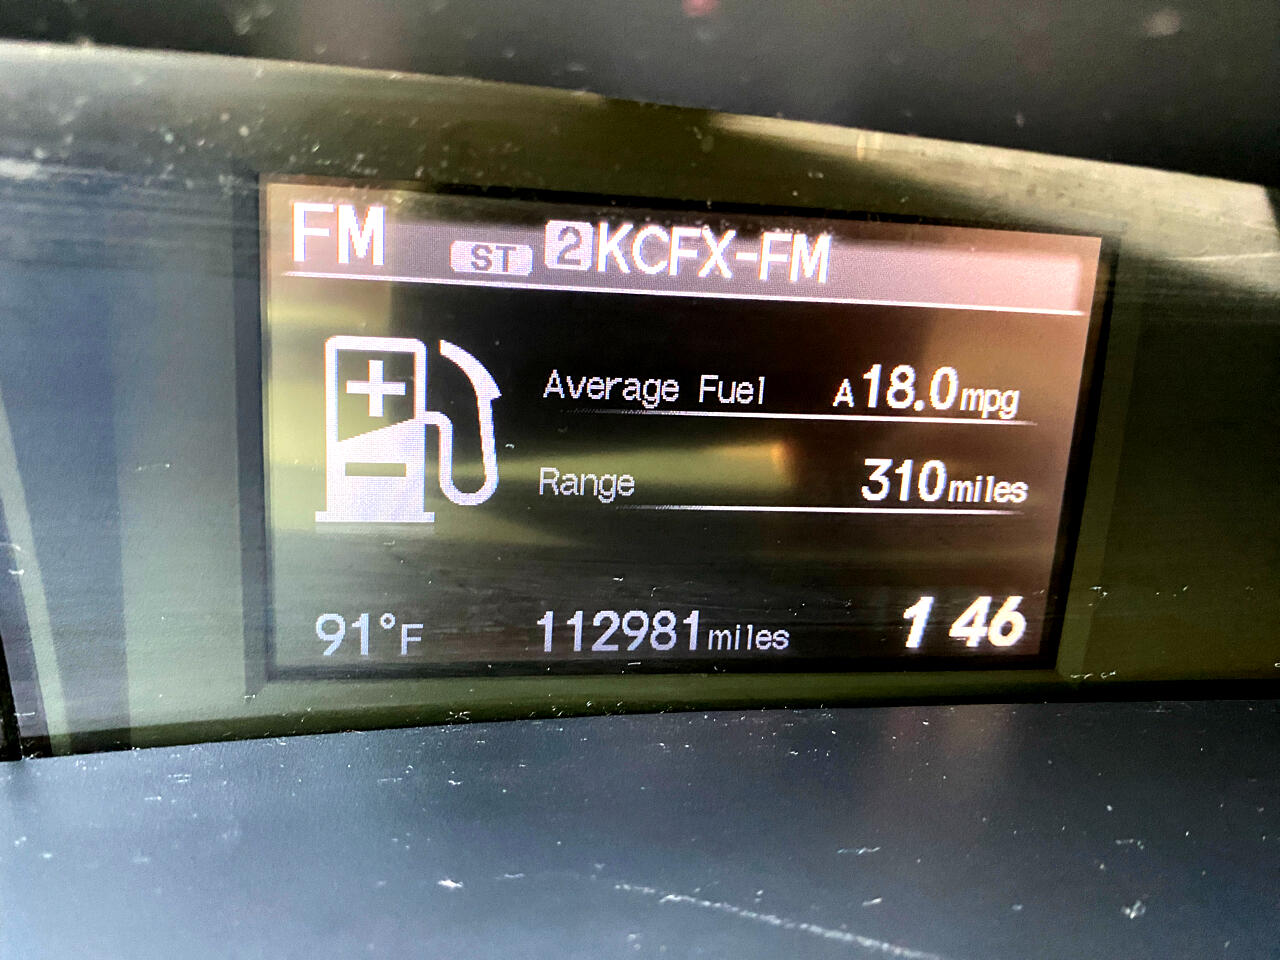 FM ST 2 KCFX-FM
Average Fuel A 18.0 mpg
Range 310 miles
91°F 112981 miles 1 46